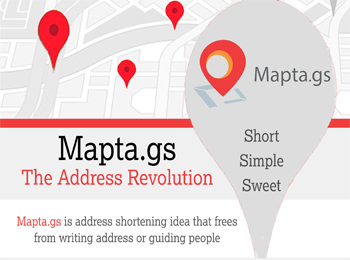 Mapta.gs
Short
Simple
Sweet
Mapta.gs
The Address Revolution
Mapta.gs is address shortening idea that frees
from writing address or guiding people